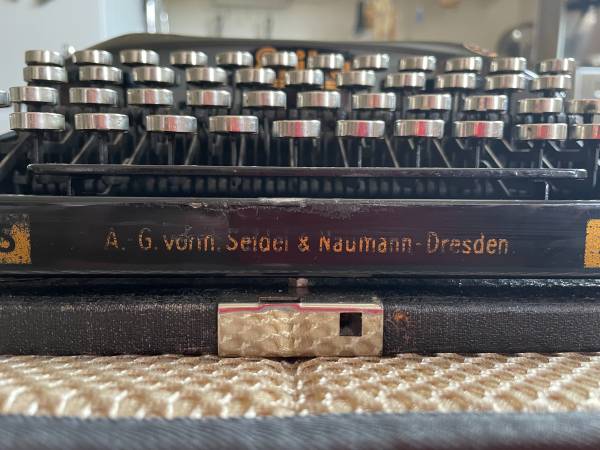 A.-G. vorm. Seidel & Naumann-Dresden.